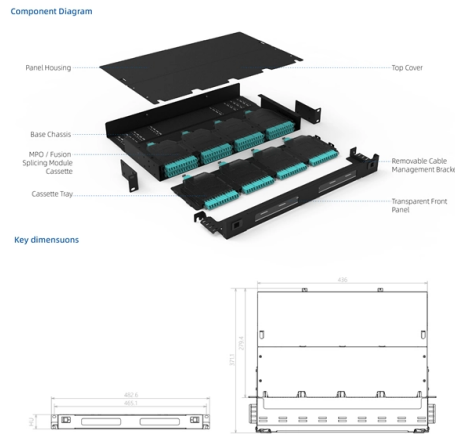 Component Diagram
Panel Housing
Top Cover
Base Chassis
MPO / Fusion
Splicing Module
Cassette
Removable Cable
Management Bracke
Cassette Tray
Transparent Front
Panel
Key dimensuons
436
482.6
465.1